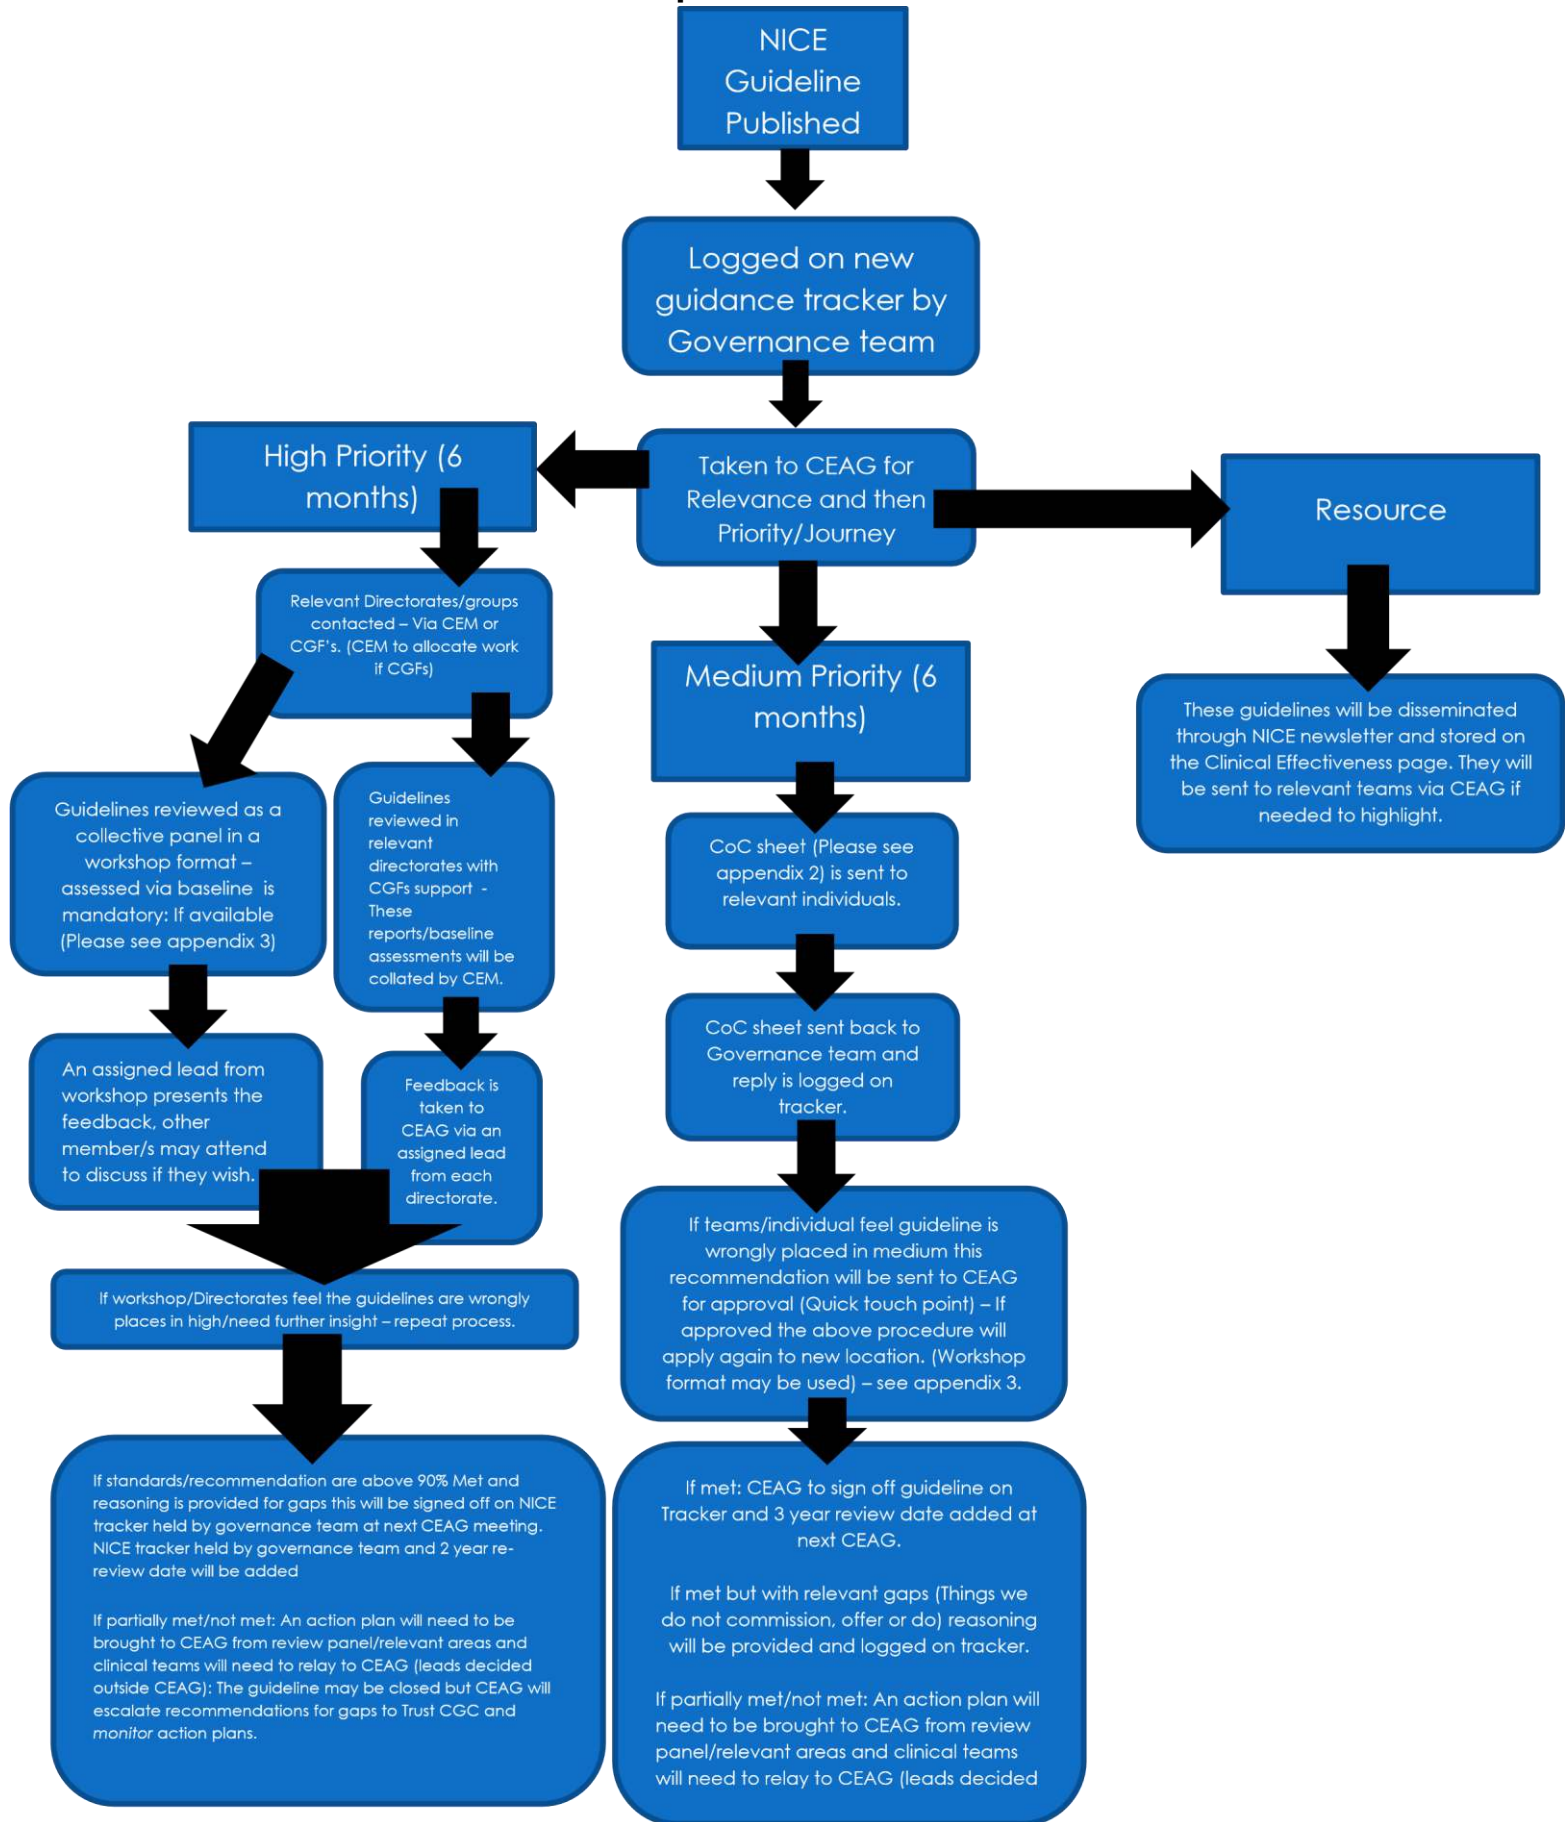 NICE
Guideline
Published
Logged on new
guidance tracker by
Governance team
Taken to CEAG for
Relevance and then
Priority/Journey
High Priority (6
months)
Relevant Directorates/groups
contacted – Via CEM or
CGF's. (CEM to allocate work
if CGFs)
Guidelines reviewed as a
collective panel in a
workshop format –
assessed via baseline is
mandatory: If available
(Please see appendix 3)
An assigned lead from
workshop presents the
feedback, other
member/s may attend
to discuss if they wish.
Guidelines
reviewed in
relevant
directorates with
CGFs support -
These
reports/baseline
assessments will be
collated by CEM.
Feedback is
taken to
CEAG via an
assigned lead
from each
directorate.
If workshop/Directorates feel the guidelines are wrongly
places in high/need further insight – repeat process.
If standards/recommendation are above 90% Met and
reasoning is provided for gaps this will be signed off on NICE
tracker held by governance team at next CEAG meeting.
NICE tracker held by governance team and 2 year re-
review date will be added
If partially met/not met: An action plan will need to be
brought to CEAG from review panel/relevant areas and
clinical teams will need to relay to CEAG (leads decided
outside CEAG): The guideline may be closed but CEAG will
escalate recommendations for gaps to Trust CGC and
monitor action plans.
Medium Priority (6
months)
CoC sheet (Please see
appendix 2) is sent to
relevant individuals.
CoC sheet sent back to
Governance team and
reply is logged on
tracker.
If teams/individual feel guideline is
wrongly placed in medium this
recommendation will be sent to CEAG
for approval (Quick touch point) – If
approved the above procedure will
apply again to new location. (Workshop
format may be used) – see appendix 3.
If met: CEAG to sign off guideline on
Tracker and 3 year review date added at
next CEAG.
If met but with relevant gaps (Things we
do not commission, offer or do) reasoning
will be provided and logged on tracker.
If partially met/not met: An action plan will
need to be brought to CEAG from review
panel/relevant areas and clinical teams
will need to relay to CEAG (leads decided
Resource
These guidelines will be disseminated
through NICE newsletter and stored on
the Clinical Effectiveness page. They will
be sent to relevant teams via CEAG if
needed to highlight.